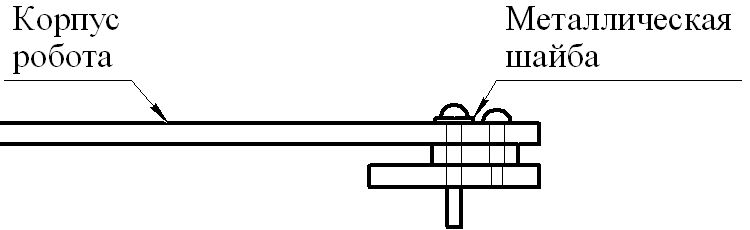 Корпус
робота
Металлическая
шайба